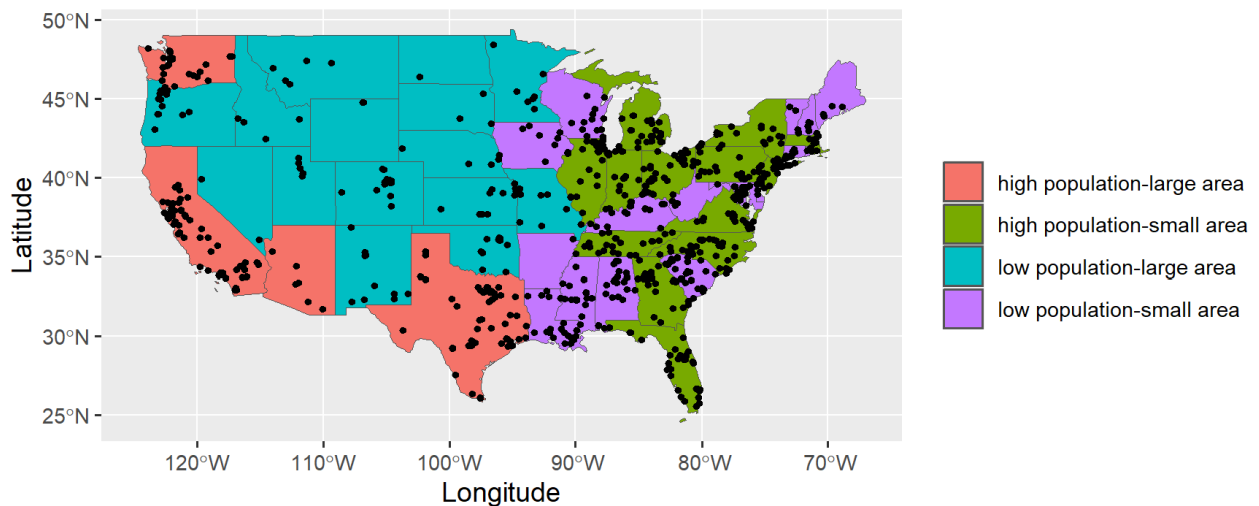 50°N
45°N
40°N
35°N
30°N
25°N
Latitude
120°W 110°W 100°W 90°W 80°W 70°W
Longitude
high population-large area
high population-small area
low population-large area
low population-small area